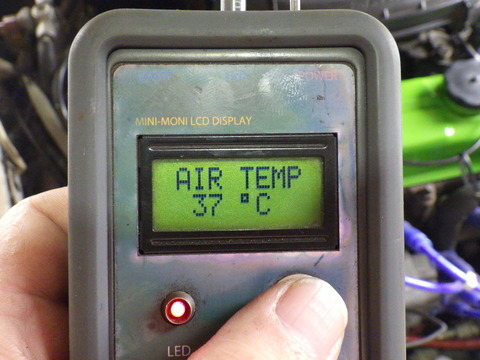 POWER
MINI-MONI LCD DISPLAY
AIR TEMP
37 °C
LED